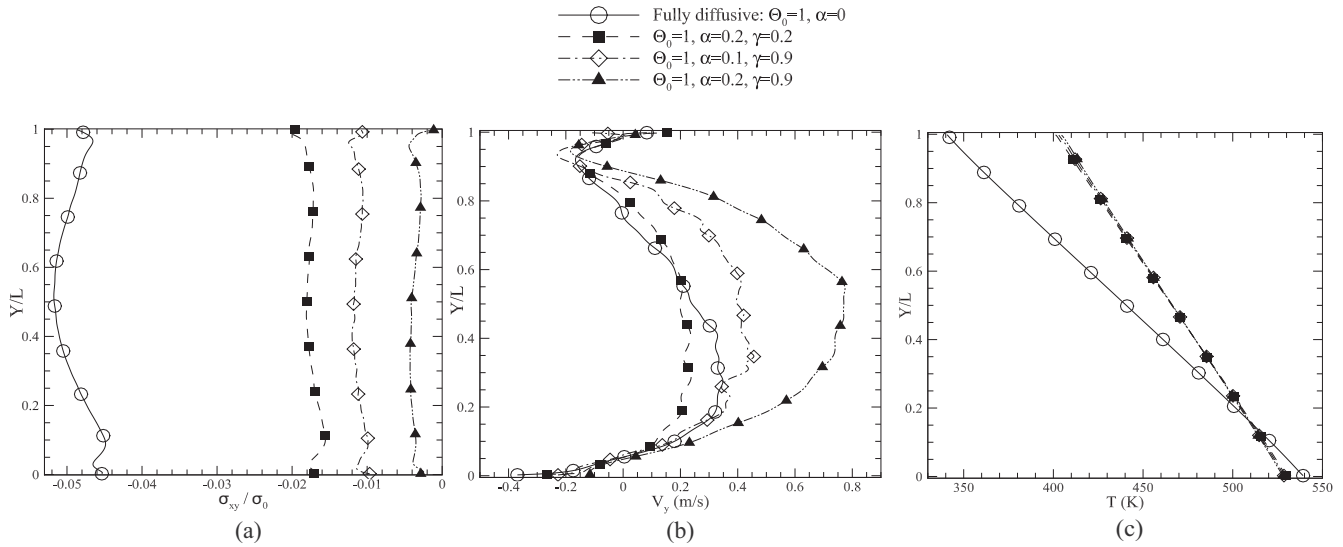 Fully diffusive: Θ₀=1, α=0
Θ₀=1, α=0.2, γ=0.2
Θ₀=1, α=0.1, γ=0.9
Θ₀=1, α=0.2, γ=0.9
1
0.8
0.6
0.4
0.2
0
Y/L
-0.05 -0.04 -0.03 -0.02 -0.01 0
σxy / σ₀
(a)
1
0.8
0.6
0.4
0.2
0
Y/L
-0.4 -0.2 0 0.2 0.4 0.6 0.8
Vy (m/s)
(b)
1
0.8
0.6
0.4
0.2
0
Y/L
350 400 450 500 550
T (K)
(c)